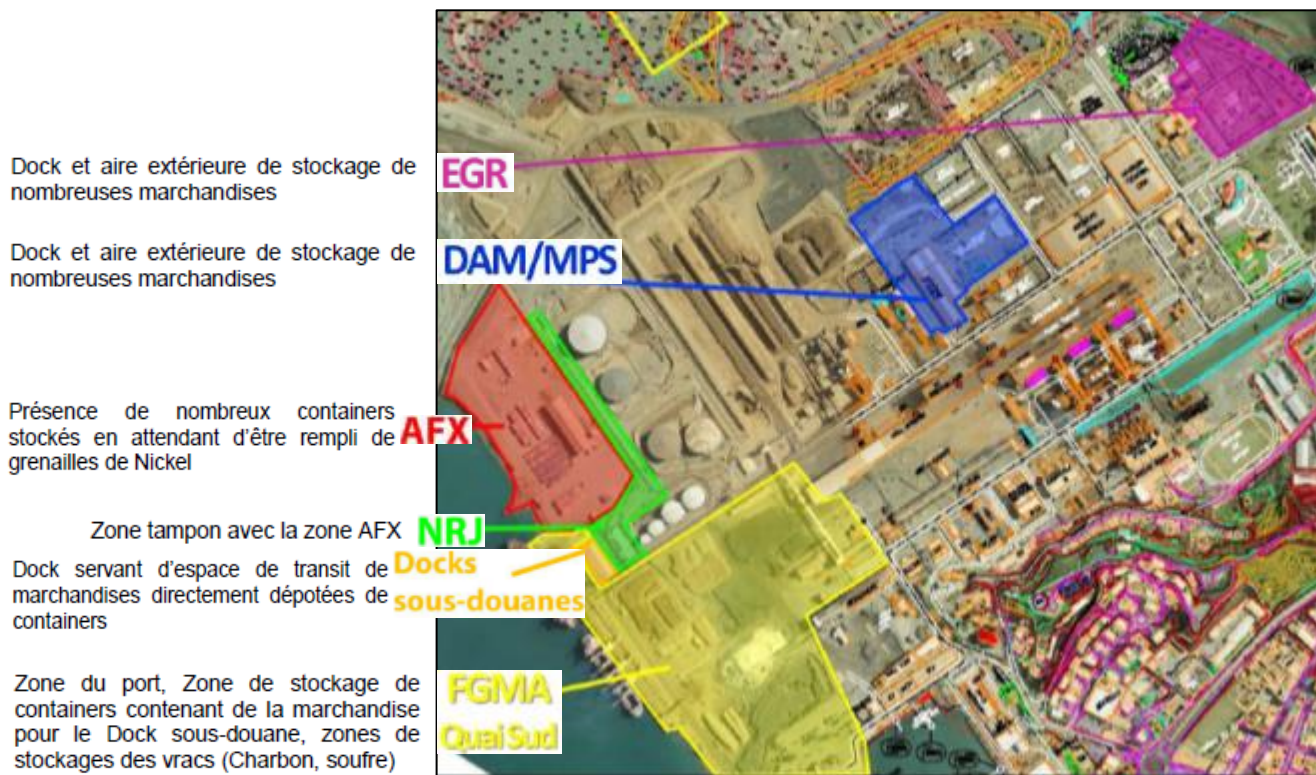 Dock et aire extérieure de stockage de
nombreuses marchandises
EGR
Dock et aire extérieure de stockage de
nombreuses marchandises
DAM/MPS
Présence de nombreux containers
stockés en attendant d'être rempli de
grenailles de Nickel
AFX
Zone tampon avec la zone AFX
NRJ
Dock servant d'espace de transit de
marchandises directement dépotées de
containers
Docks
sous-douanes
Zone du port, Zone de stockage de
containers contenant de la marchandise
pour le Dock sous-douane, zones de
stockages des vracs (Charbon, soufre)
FGMA
Quai Sud